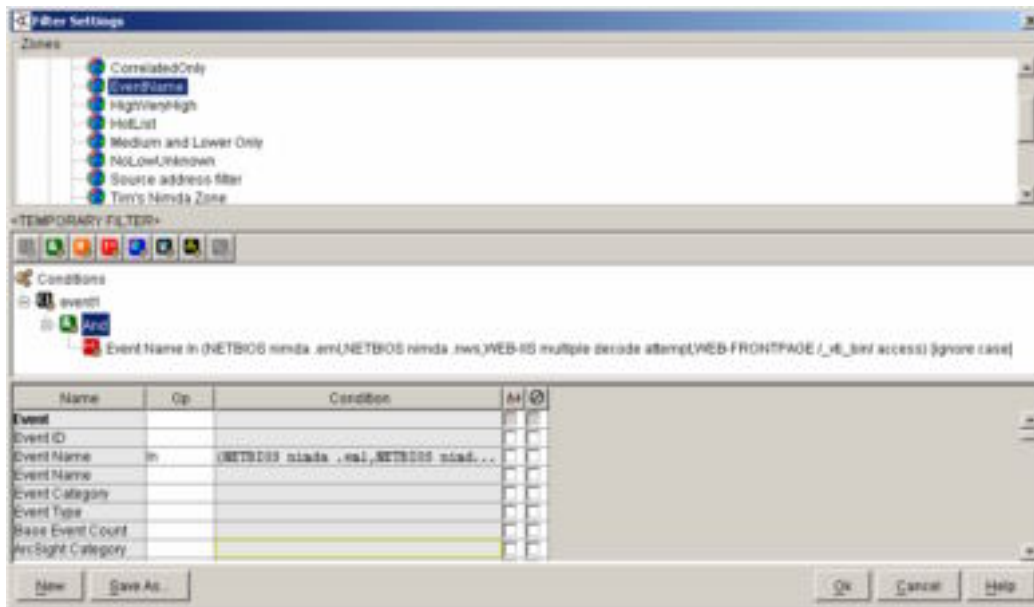 Filter Settings
Zones
CorrelatedOnly
EventName
HighVeryHigh
HotList
Medium and Lower Only
NoLowUnknown
Source address filter
Tim's Nimda Zone
<TEMPORARY FILTER>
Conditions
event1
And
Event Name In (NETBIOS nimda .eml,NETBIOS nimda .nws,WEB-IIS multiple decode attempt,WEB-FRONTPAGE /_vti_bin/ access) [ignore case]
Name Op Condition
Event
Event ID
Event Name In (NETBIOS nimda .eml,NETBIOS nimd...
Event Name
Event Category
Event Type
Base Event Count
ArcSight Category
New Save As... Ok Cancel Help